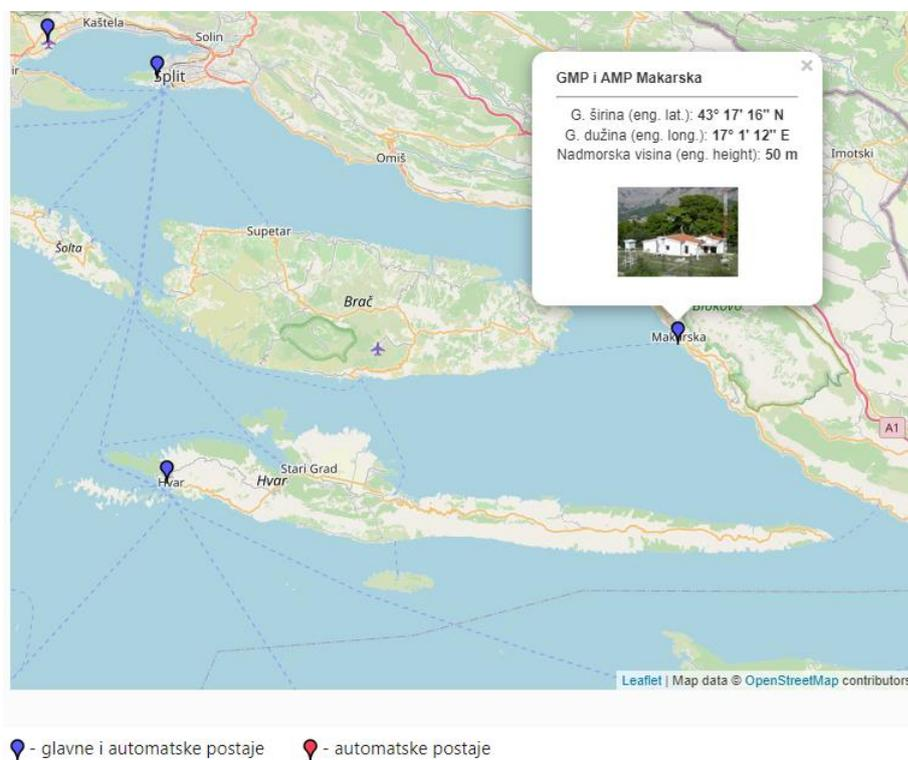 Kaštela
Solin
Split
Omiš
Imotski
Šolta
Supetar
Brač
GMP i AMP Makarska
×
G. širina (eng. lat.): 43° 17' 16" N
G. dužina (eng. long.): 17° 1' 12" E
Nadmorska visina (eng. height): 50 m
Makarska
A1
Stari Grad
Hvar
Hvar
Leaflet | Map data © OpenStreetMap contributors
- glavne i automatske postaje - automatske postaje